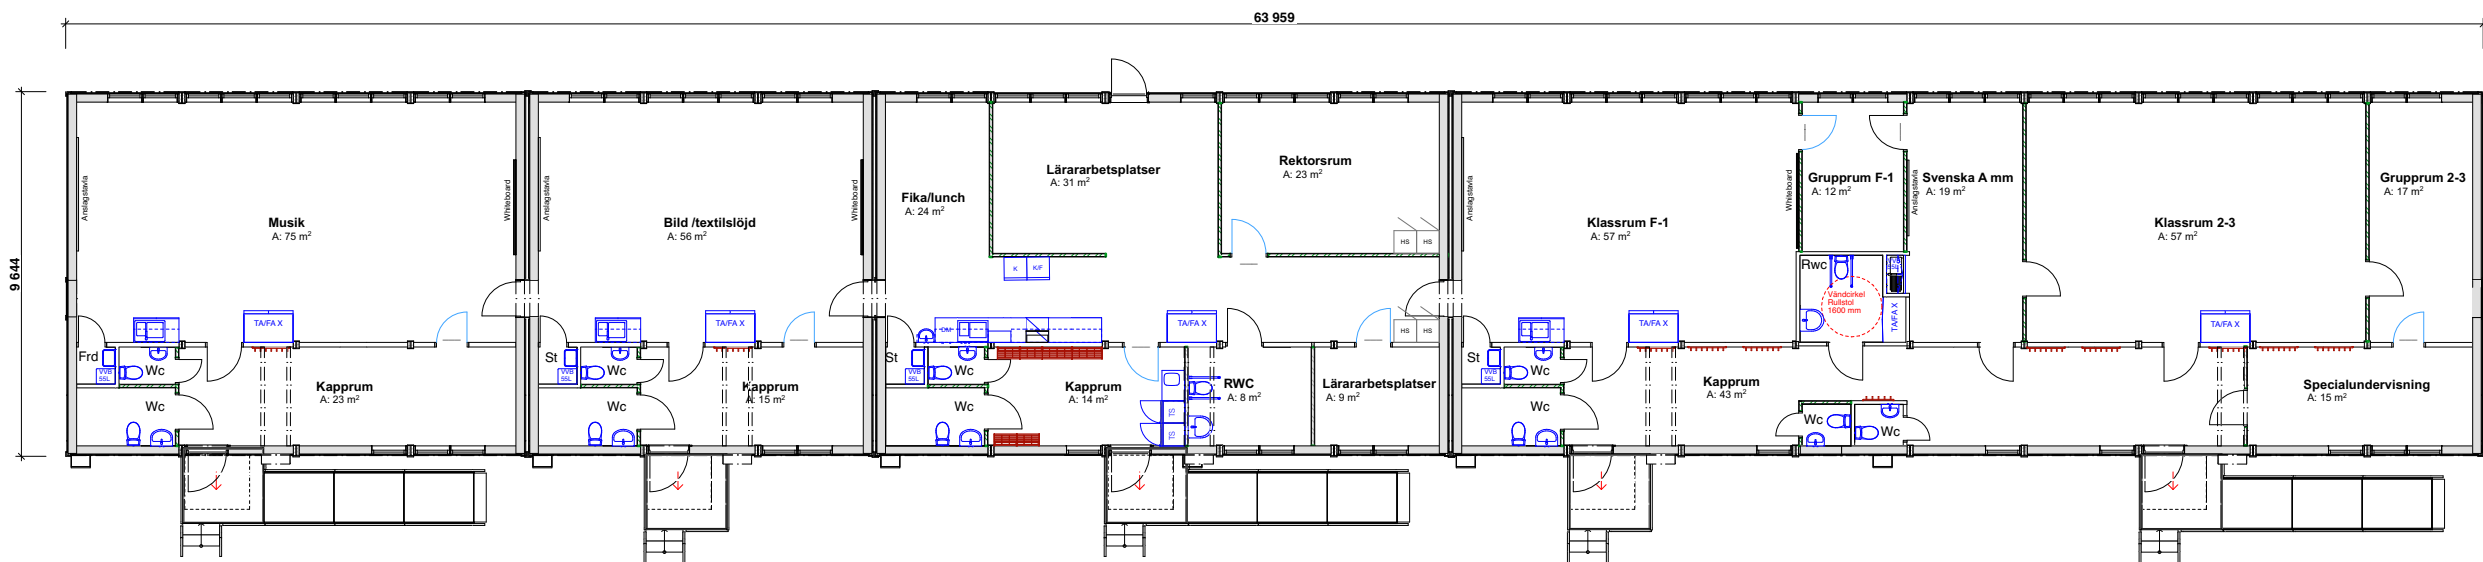 63 959
9 644
Anslagstavla
Musik
A: 75 m²
Whiteboard
TA/FA X
Frd
VVB
55L
Wc
Wc
Kapprum
A: 23 m²
Anslagstavla
Bild /textilslöjd
A: 56 m²
Whiteboard
TA/FA X
St
VVB
55L
Wc
Wc
Kapprum
A: 15 m²
Fika/lunch
A: 24 m²
Lärararbetsplatser
A: 31 m²
Rektorsrum
A: 23 m²
HS HS
K K/F
DM
TA/FA X
HS HS
St
VVB
55L
Wc
Wc
Kapprum
A: 14 m²
TS
TS
RWC
A: 8 m²
Lärararbetsplatser
A: 9 m²
Anslagstavla
Klassrum F-1
A: 57 m²
Whiteboard
TA/FA X
St
VVB
55L
Wc
Wc
Grupprum F-1
A: 12 m²
Anslagstavla
Svenska A mm
A: 19 m²
Rwc
Vändcirkel
Rullstol
1600 mm
VVB
55L
TA/FA X
Kapprum
A: 43 m²
Wc
Wc
Klassrum 2-3
A: 57 m²
TA/FA X
Grupprum 2-3
A: 17 m²
Specialundervisning
A: 15 m²